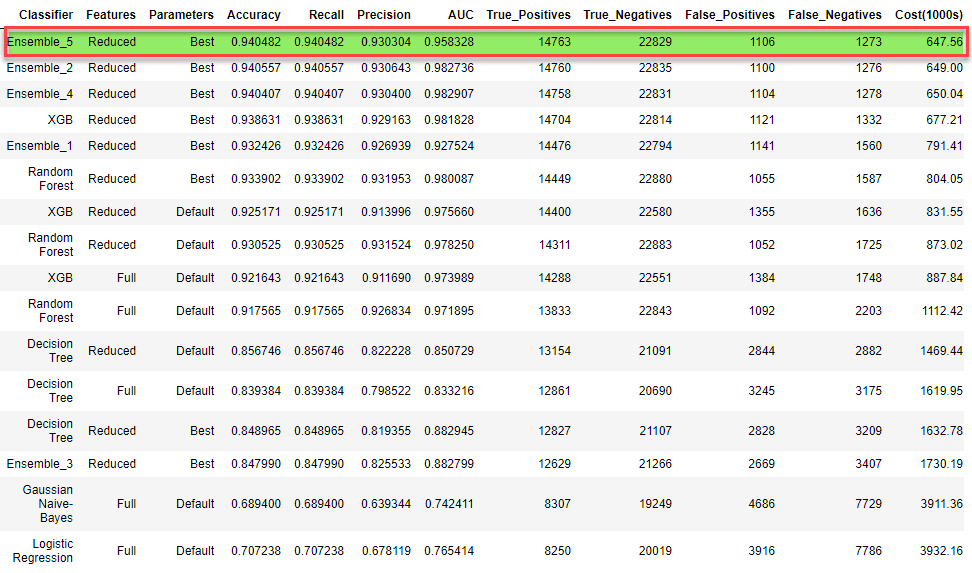 Classifier Features Parameters Accuracy Recall Precision AUC True_Positives True_Negatives False_Positives False_Negatives Cost(1000s)
Ensemble_5 Reduced Best 0.940482 0.940482 0.930304 0.958328 14763 22829 1106 1273 647.56
Ensemble_2 Reduced Best 0.940557 0.940557 0.930643 0.982736 14760 22835 1100 1276 649.00
Ensemble_4 Reduced Best 0.940407 0.940407 0.930400 0.982907 14758 22831 1104 1278 650.04
XGB Reduced Best 0.938631 0.938631 0.929163 0.981828 14704 22814 1121 1332 677.21
Ensemble_1 Reduced Best 0.932426 0.932426 0.926939 0.927524 14476 22794 1141 1560 791.41
Random
Forest Reduced Best 0.933902 0.933902 0.931953 0.980087 14449 22880 1055 1587 804.05
XGB Reduced Default 0.925171 0.925171 0.913996 0.975660 14400 22580 1355 1636 831.55
Random
Forest Reduced Default 0.930525 0.930525 0.931524 0.978250 14311 22883 1052 1725 873.02
XGB Full Default 0.921643 0.921643 0.911690 0.973989 14288 22551 1384 1748 887.84
Random
Forest Full Default 0.917565 0.917565 0.926834 0.971895 13833 22843 1092 2203 1112.42
Decision
Tree Reduced Default 0.856746 0.856746 0.822228 0.850729 13154 21091 2844 2882 1469.44
Decision
Tree Full Default 0.839384 0.839384 0.798522 0.833216 12861 20690 3245 3175 1619.95
Decision
Tree Reduced Best 0.848965 0.848965 0.819355 0.882945 12827 21107 2828 3209 1632.78
Ensemble_3 Reduced Best 0.847990 0.847990 0.825533 0.882799 12629 21266 2669 3407 1730.19
Gaussian
Naive-
Bayes Full Default 0.689400 0.689400 0.639344 0.742411 8307 19249 4686 7729 3911.36
Logistic
Regression Full Default 0.707238 0.707238 0.678119 0.765414 8250 20019 3916 7786 3932.16